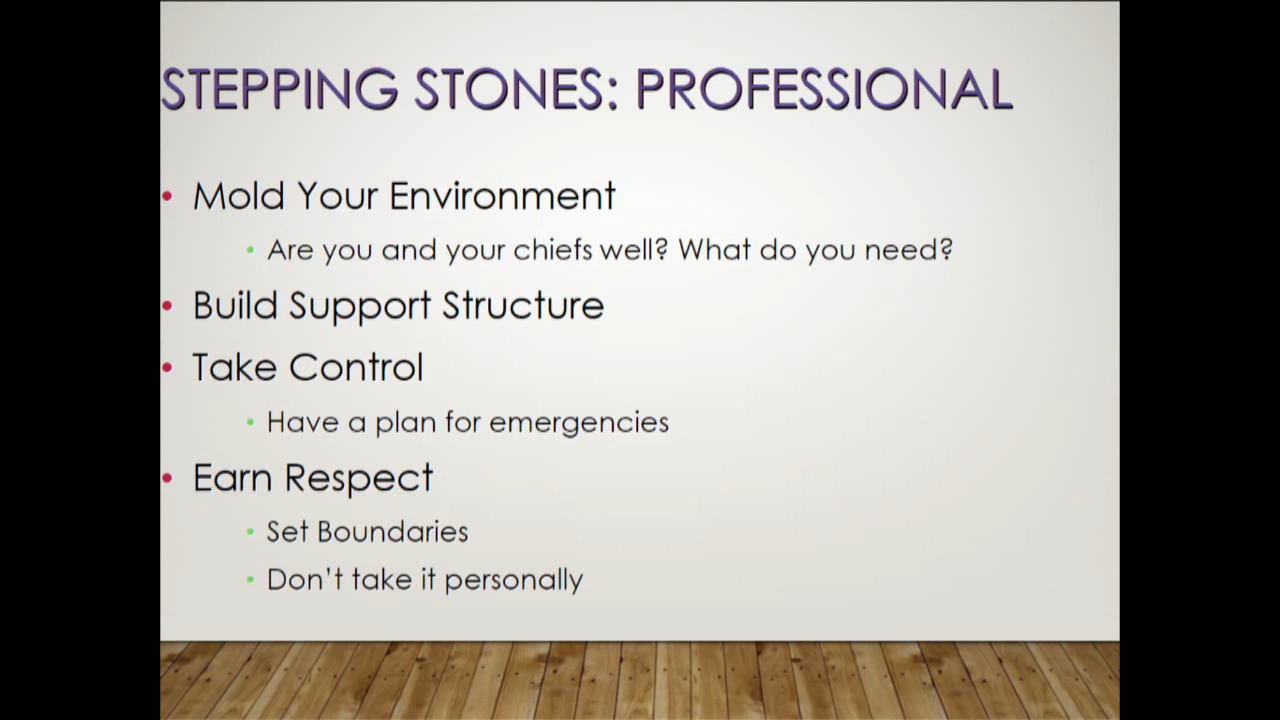 STEPPING STONES: PROFESSIONAL
• Mold Your Environment
• Are you and your chiefs well? What do you need?
• Build Support Structure
• Take Control
• Have a plan for emergencies
• Earn Respect
• Set Boundaries
• Don't take it personally